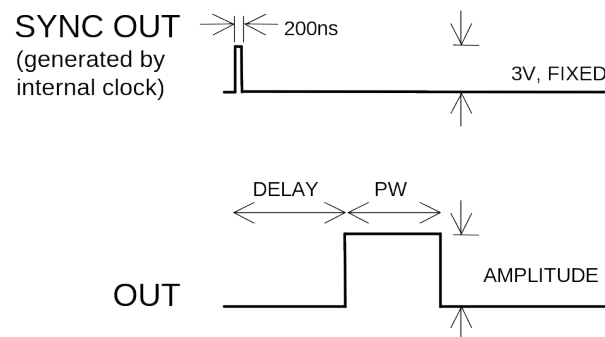 SYNC OUT
200ns
(generated by
internal clock)
3V, FIXED
DELAY
PW
AMPLITUDE
OUT